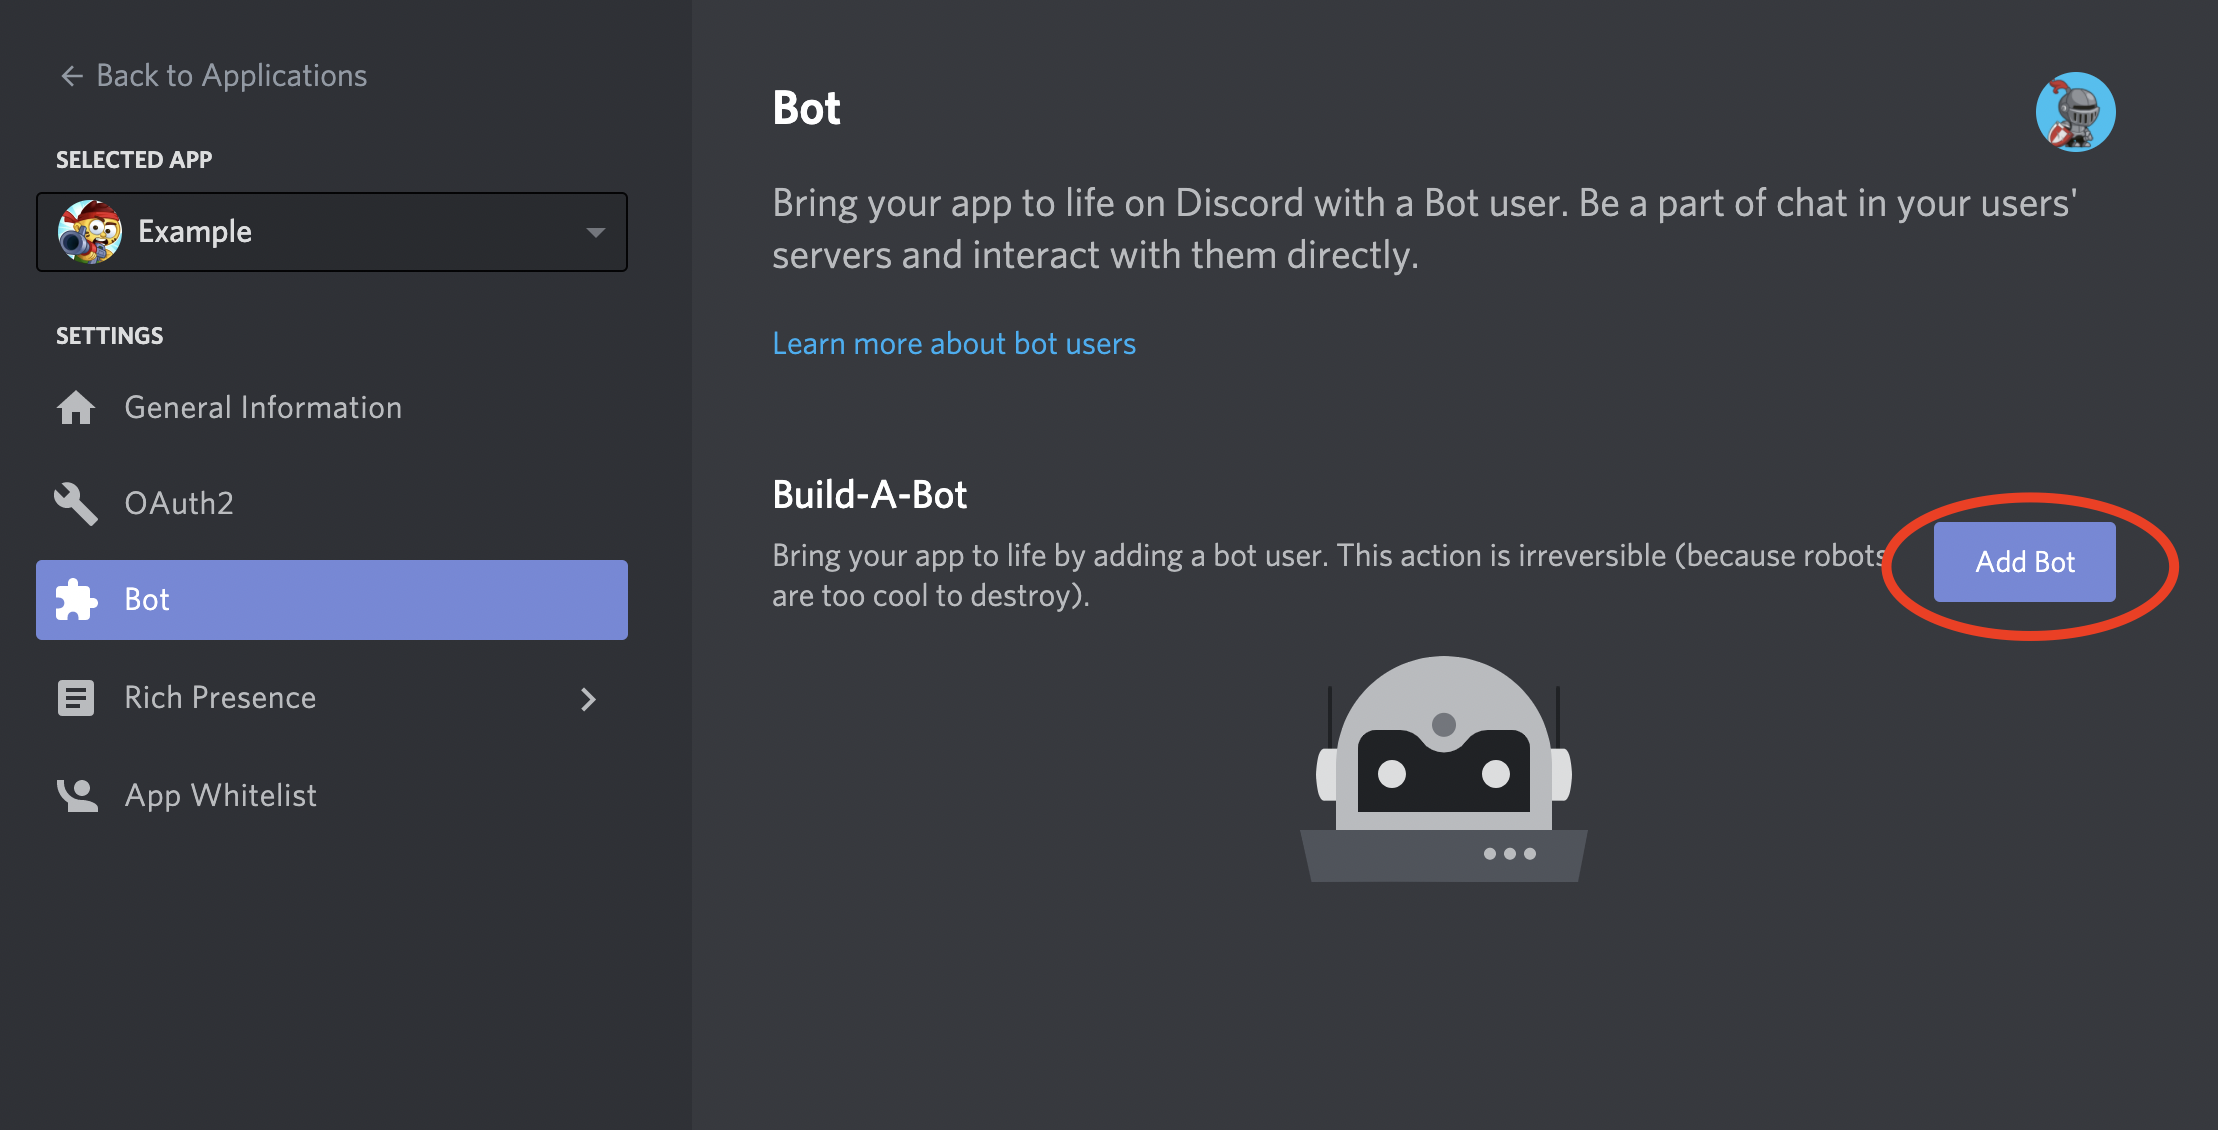 Back to Applications
SELECTED APP
Example
SETTINGS
General Information
OAuth2
Bot
Rich Presence
App Whitelist
Bot
Bring your app to life on Discord with a Bot user. Be a part of chat in your users'
servers and interact with them directly.
Learn more about bot users
Build-A-Bot
Bring your app to life by adding a bot user. This action is irreversible (because robots
are too cool to destroy).
Add Bot